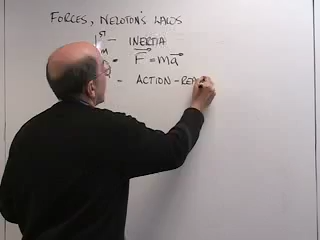 FORCES, NEWTON'S LAWS
1ST - INERTIA
F = ma
- ACTION-REA